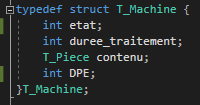 typedef struct T_Machine {
int etat;
int duree_traitement;
T_Piece contenu;
int DPE;
}T_Machine;